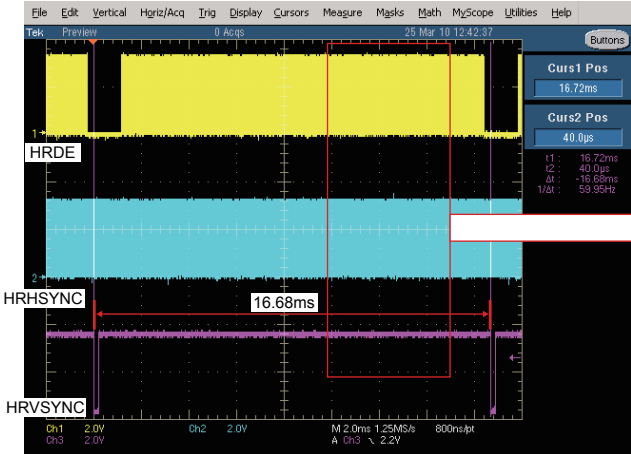 File Edit Vertical Horiz/Acq Trig Display Cursors Measure Masks Math MyScope Utilities Help
Tek Preview 0 Acqs 25 Mar 10 12:42:37
Buttons
Curs1 Pos
16.72ms
Curs2 Pos
40.0µs
t1 : 16.72ms
t2 : 40.0µs
Δt : -16.68ms
1/Δt : 59.95Hz
1
HRDE
2
HRHSYNC
16.68ms
HRVSYNC
Ch1 2.0V Ch2 2.0V M 2.0ms 1.25MS/s 800ns/pt
Ch3 2.0V A Ch3 \ 2.2V